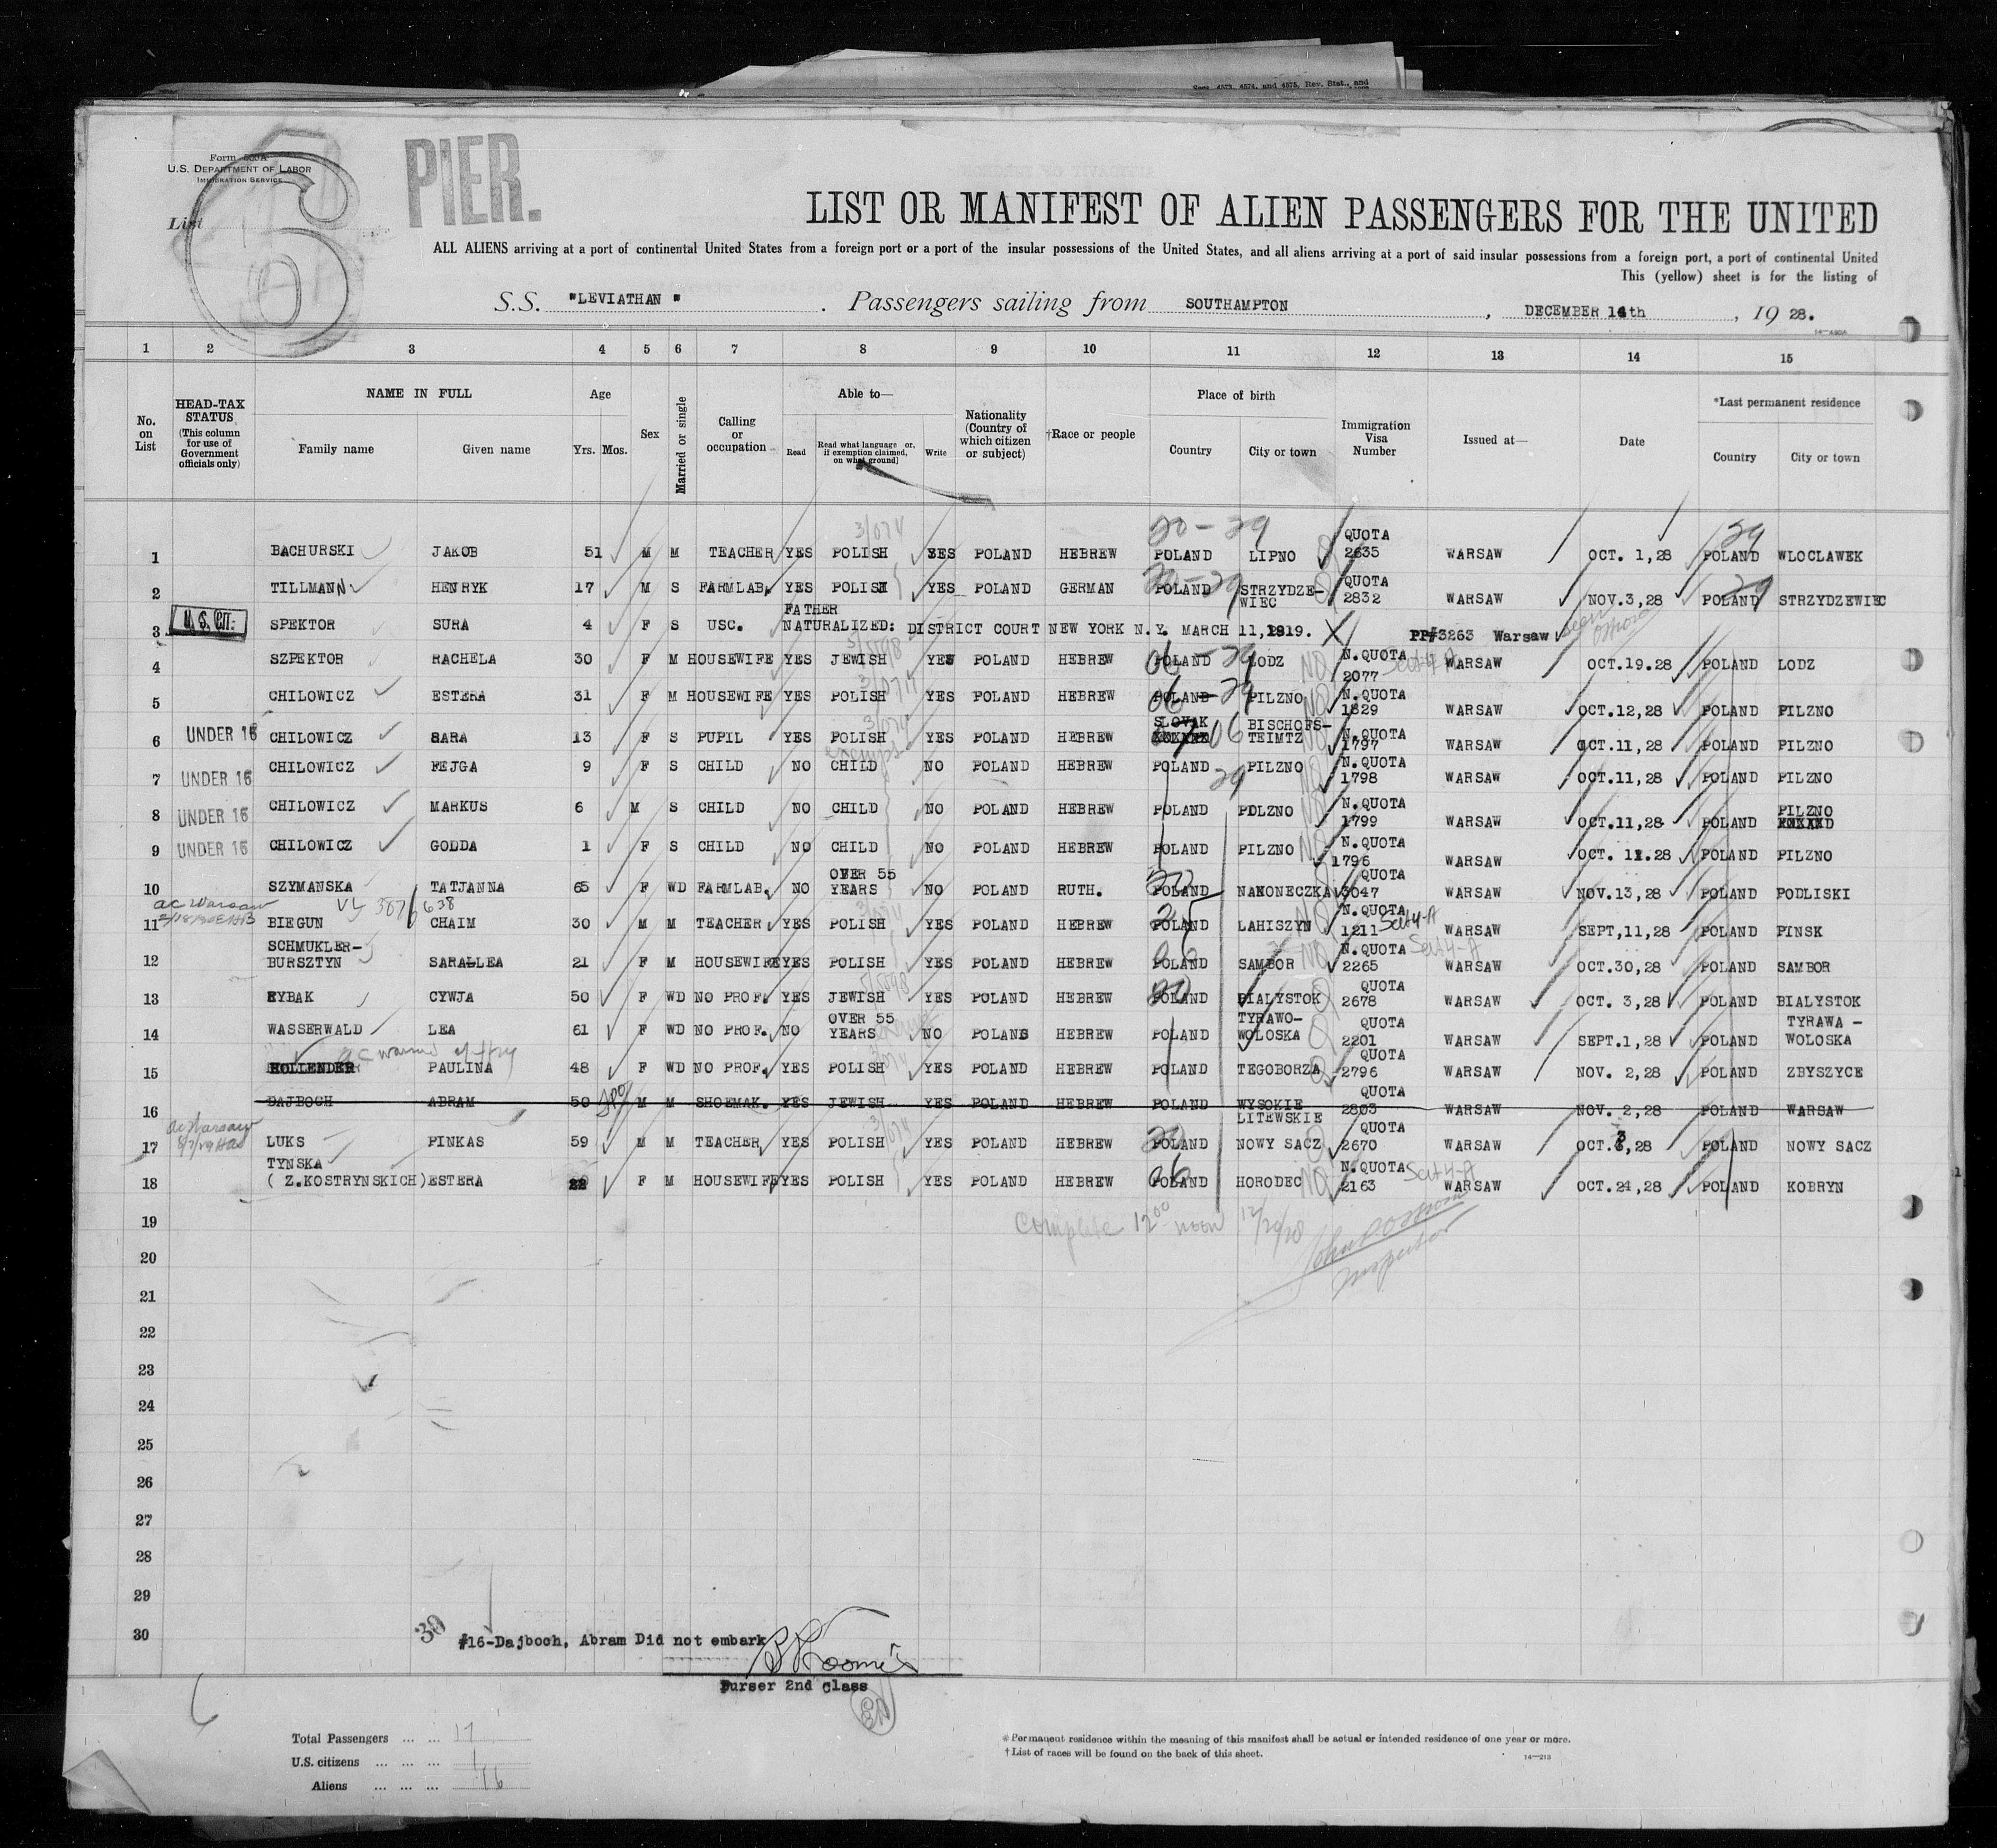 Secs. 4573, 4574, and 4575, Rev. Stat., and
Form 500A
U.S. DEPARTMENT OF LABOR
IMMIGRATION SERVICE
List
6
PIER.
LIST OR MANIFEST OF ALIEN PASSENGERS FOR THE UNITED
ALL ALIENS arriving at a port of continental United States from a foreign port or a port of the insular possessions of the United States, and all aliens arriving at a port of said insular possessions from a foreign port, a port of continental United
This (yellow) sheet is for the listing of
S.S. "LEVIATHAN". Passengers sailing from SOUTHAMPTON, DECEMBER 14th, 19 28.
14-490A
1 2 3 4 5 6 7 8 9 10 11 12 13 14 15
No. on List
HEAD-TAX STATUS (This column for use of Government officials only)
NAME IN FULL
Family name Given name
Age
Yrs. Mos.
Sex
Married or single
Calling or occupation
Able to—
Read
Read what language or, if exemption claimed, on what ground]
Write
Nationality (Country of which citizen or subject)
†Race or people
Place of birth
Country City or town
Immigration Visa Number
Issued at—
Date
*Last permanent residence
Country City or town
1 BACHURSKI JAKOB 51 M M TEACHER YES POLISH YES POLAND HEBREW POLAND LIPNO QUOTA 2635 WARSAW OCT. 1,28 POLAND WLOCLAWEK
2 TILLMANN HENRYK 17 M S FARMLAB. YES POLISH YES POLAND GERMAN POLAND STRZYDZE-WIEC QUOTA 2832 WARSAW NOV.3,28 POLAND STRZYDZEWIEC
3 U.S. CIT. SPEKTOR SURA 4 F S USC. FATHER NATURALIZED: DISTRICT COURT NEW YORK N.Y. MARCH 11,1919. PP#3263 Warsaw
4 SZPEKTOR RACHELA 30 F M HOUSEWIFE YES JEWISH YES POLAND HEBREW POLAND LODZ N.QUOTA 2077 WARSAW OCT.19.28 POLAND LODZ
5 CHILOWICZ ESTERA 31 F M HOUSEWIFE YES POLISH YES POLAND HEBREW POLAND PILZNO N.QUOTA 1829 WARSAW OCT.12,28 POLAND PILZNO
6 UNDER 16 CHILOWICZ SARA 13 F S PUPIL YES POLISH YES POLAND HEBREW SLOVAK BISCHOFS-TEIMTZ N.QUOTA 1797 WARSAW OCT.11,28 POLAND PILZNO
7 UNDER 16 CHILOWICZ FEJGA 9 F S CHILD NO CHILD NO POLAND HEBREW POLAND PILZNO N.QUOTA 1798 WARSAW OCT.11,28 POLAND PILZNO
8 UNDER 16 CHILOWICZ MARKUS 6 M S CHILD NO CHILD NO POLAND HEBREW POLAND POLZNO N.QUOTA 1799 WARSAW OCT.11,28 POLAND PILZNO
9 UNDER 16 CHILOWICZ GODDA 1 F S CHILD NO CHILD NO POLAND HEBREW POLAND PILZNO N.QUOTA 1796 WARSAW OCT. 11.28 POLAND PILZNO
10 SZYMANSKA TATJANNA 65 F WD FARMLAB. NO OVER 55 YEARS NO POLAND RUTH. POLAND NAKONECZKA QUOTA 3047 WARSAW NOV.13,28 POLAND PODLISKI
11 BIEGUN CHAIM 30 M M TEACHER YES POLISH YES POLAND HEBREW POLAND LAHISZYN N.QUOTA 1211 WARSAW SEPT,11,28 POLAND PINSK
12 SCHMUKLER-BURSZTYN SARALLEA 21 F M HOUSEWIFE YES POLISH YES POLAND HEBREW POLAND SAMBOR N.QUOTA 2265 WARSAW OCT.30,28 POLAND SAMBOR
13 RYBAK CYWJA 50 F WD NO PROF. YES JEWISH YES POLAND HEBREW POLAND BIALYSTOK QUOTA 2678 WARSAW OCT. 3,28 POLAND BIALYSTOK
14 WASSERWALD LEA 61 F WD NO PROF. NO OVER 55 YEARS NO POLAND HEBREW POLAND TYRAWO-WOLOSKA QUOTA 2201 WARSAW SEPT.1,28 POLAND TYRAWA - WOLOSKA
15 HOLLENDER PAULINA 48 F WD NO PROF. YES POLISH YES POLAND HEBREW POLAND TEGOBORZA QUOTA 2796 WARSAW NOV. 2,28 POLAND ZBYSZYCE
16 DAJBOCH ABRAM 50 M M SHOEMAK. YES JEWISH YES POLAND HEBREW POLAND WYSOKIE LITEWSKIE QUOTA 2803 WARSAW NOV. 2,28 POLAND WARSAW
17 LUKS PINKAS 59 M M TEACHER YES POLISH YES POLAND HEBREW POLAND NOWY SACZ QUOTA 2670 WARSAW OCT.3,28 POLAND NOWY SACZ
18 TYNSKA ( Z.KOSTRYNSKICH) ESTERA 22 F M HOUSEWIFE YES POLISH YES POLAND HEBREW POLAND HORODEC N.QUOTA 2163 WARSAW OCT.24,28 POLAND KOBRYN
19 Complete 12 00 noon 12/20/28
20 Inspector
21
22
23
24
25
26
27
28
29
30
30 #16-Dajboch, Abram Did not embark
Purser 2nd Class
Total Passengers ... ... 17
U.S. citizens ... ... ... 1
Aliens ... ... ... 16
* Permanent residence within the meaning of this manifest shall be actual or intended residence of one year or more.
† List of races will be found on the back of this sheet.
14—213